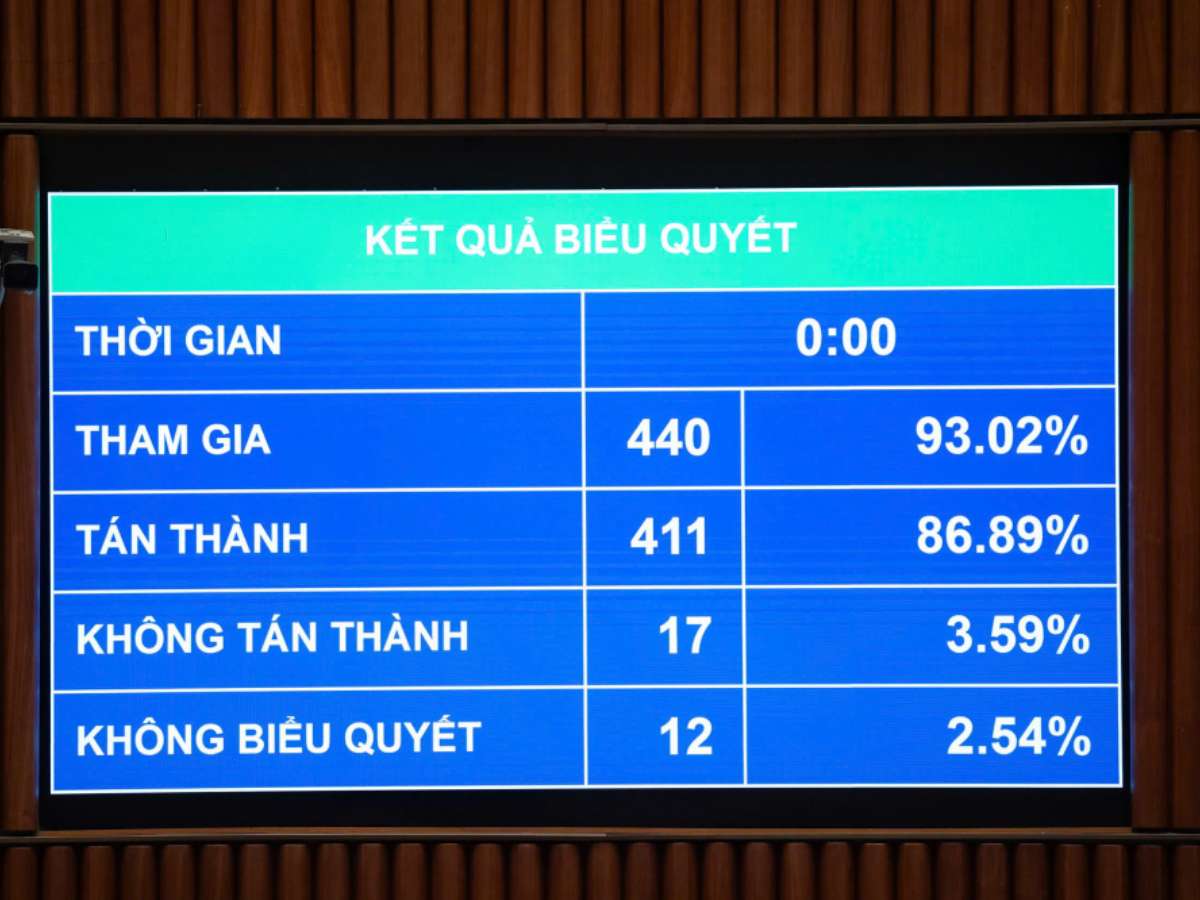 KẾT QUẢ BIỂU QUYẾT
THỜI GIAN 0:00
THAM GIA 440 93.02%
TÁN THÀNH 411 86.89%
KHÔNG TÁN THÀNH 17 3.59%
KHÔNG BIỂU QUYẾT 12 2.54%